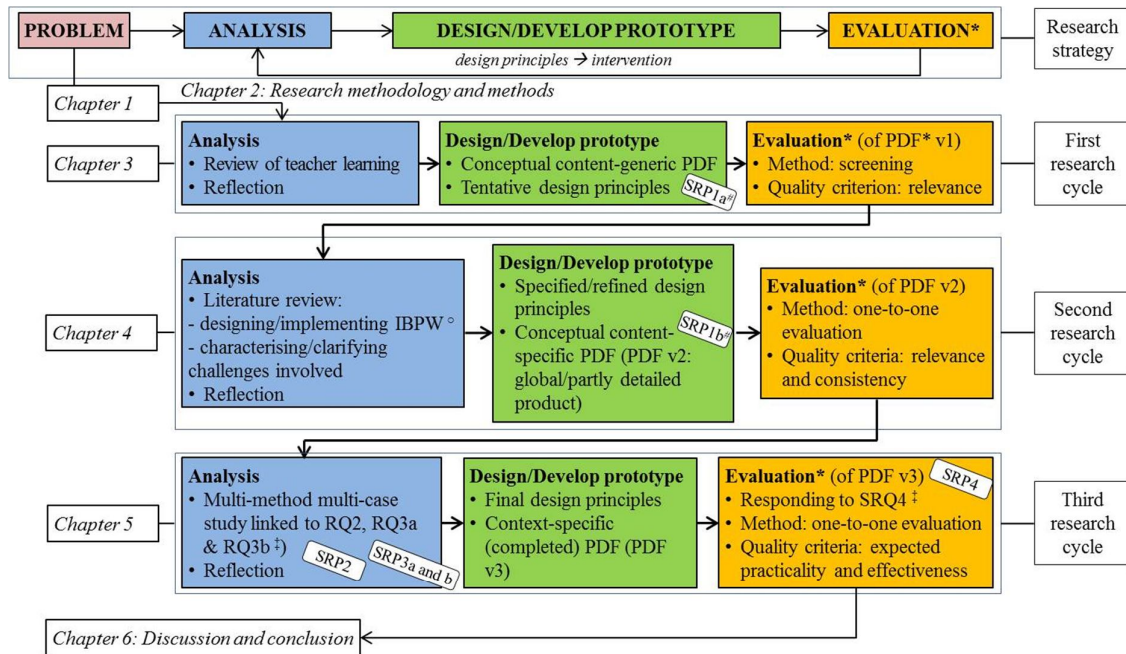 PROBLEM
ANALYSIS
DESIGN/DEVELOP PROTOTYPE
EVALUATION*
design principles → intervention
Research
strategy
Chapter 1
Chapter 2: Research methodology and methods
Chapter 3
Analysis
• Review of teacher learning
• Reflection
Design/Develop prototype
• Conceptual content-generic PDF
• Tentative design principles
SRP1a#
Evaluation* (of PDF* v1)
• Method: screening
• Quality criterion: relevance
First
research
cycle
Chapter 4
Analysis
• Literature review:
- designing/implementing IBPW °
- characterising/clarifying
challenges involved
• Reflection
Design/Develop prototype
• Specified/refined design
principles
• Conceptual content-
specific PDF (PDF v2:
global/partly detailed
product)
SRP1b#
Evaluation* (of PDF v2)
• Method: one-to-one
evaluation
• Quality criteria: relevance
and consistency
Second
research
cycle
Chapter 5
Analysis
• Multi-method multi-case
study linked to RQ2, RQ3a
& RQ3b ‡)
• Reflection
SRP2
SRP3a and b
Design/Develop prototype
• Final design principles
• Context-specific
(completed) PDF (PDF
v3)
Evaluation* (of PDF v3)
SRP4
• Responding to SRQ4 ‡
• Method: one-to-one evaluation
• Quality criteria: expected
practicality and effectiveness
Third
research
cycle
Chapter 6: Discussion and conclusion